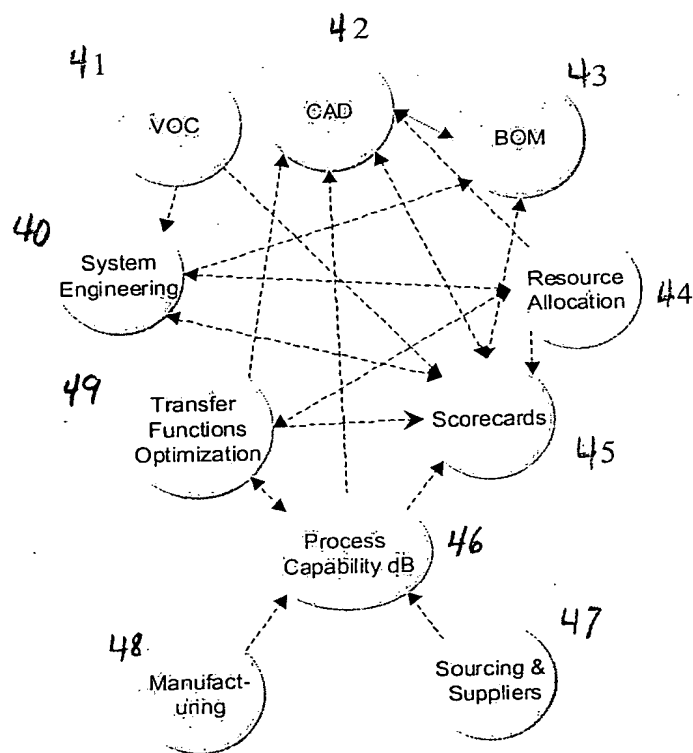 42
41
43
VOC
CAD
BOM
40
System
Engineering
Resource
Allocation
44
49
Transfer
Functions
Optimization
Scorecards
45
Process
Capability dB
46
48
47
Manufact-
uring
Sourcing &
Suppliers